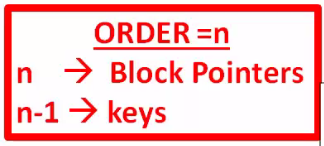 ORDER =n
n → Block Pointers
n-1 → keys